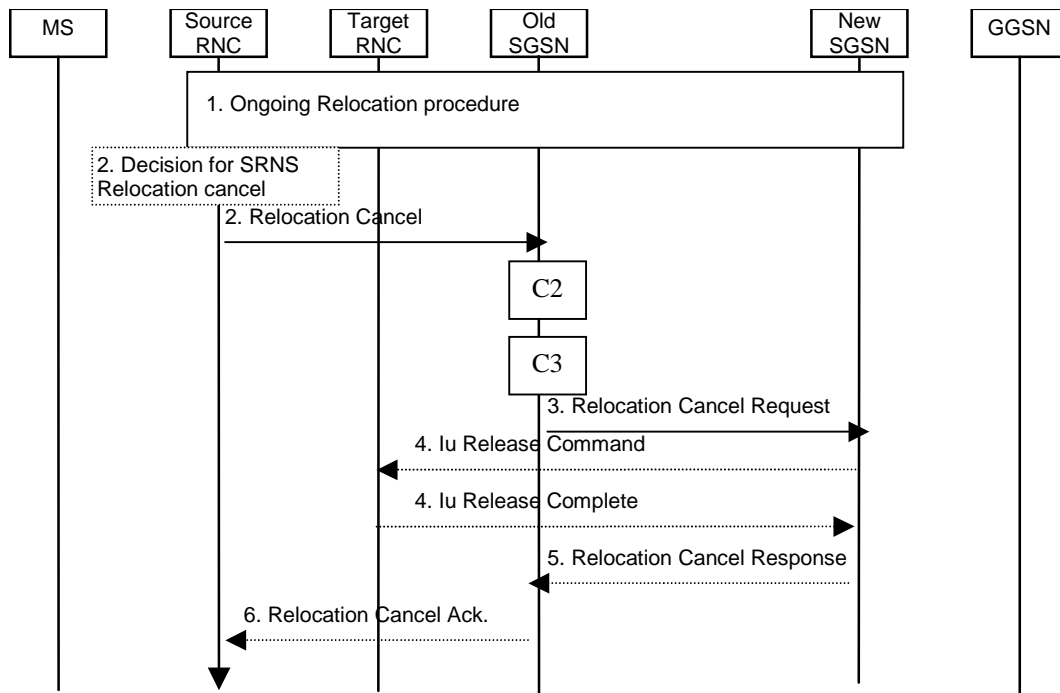 MS
Source
RNC
Target
RNC
Old
SGSN
New
SGSN
GGSN
1. Ongoing Relocation procedure
2. Decision for SRNS
Relocation cancel
2. Relocation Cancel
C2
C3
3. Relocation Cancel Request
4. Iu Release Command
4. Iu Release Complete
5. Relocation Cancel Response
6. Relocation Cancel Ack.